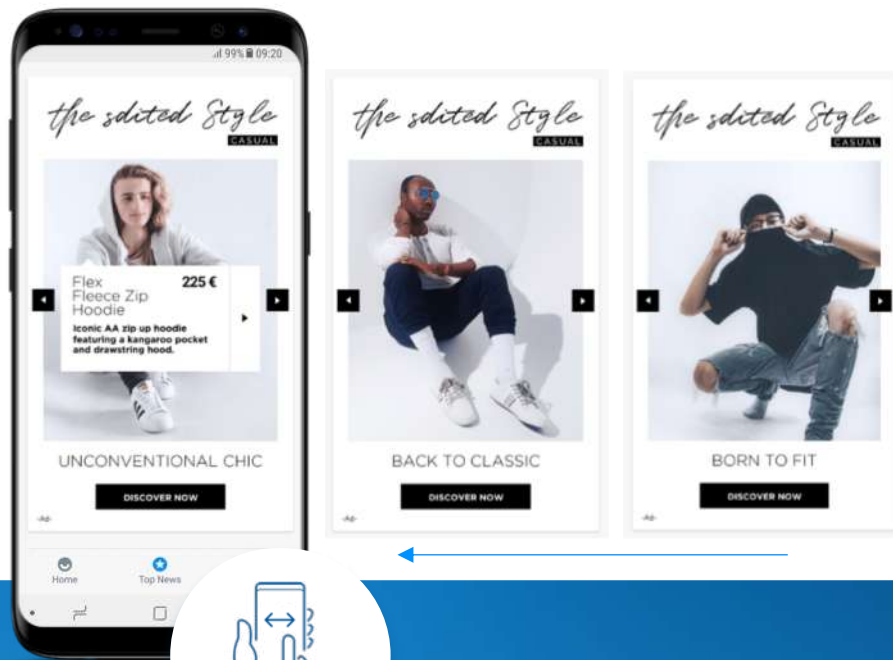 99% 09:20
the sdited Style
CASUAL
Flex
Fleece Zip
Hoodie
225 €
Iconic AA zip up hoodie
featuring a kangaroo pocket
and drawstring hood.
UNCONVENTIONAL CHIC
DISCOVER NOW
-Ad-
Home
Top News
the sdited Style
CASUAL
BACK TO CLASSIC
DISCOVER NOW
-Ad-
the sdited Style
CASUAL
BORN TO FIT
DISCOVER NOW
-Ad-